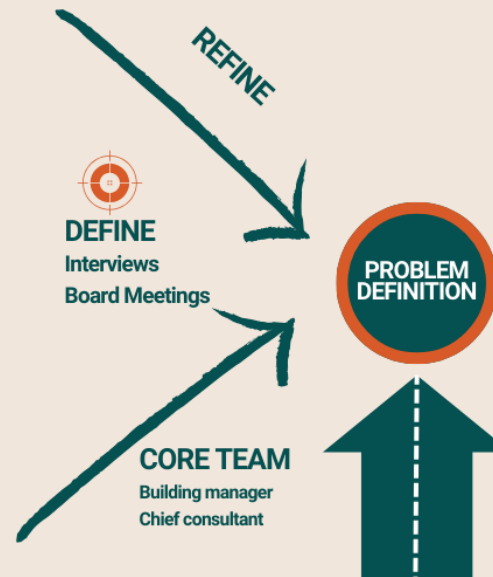 REFINE
DEFINE
Interviews
Board Meetings
PROBLEM
DEFINITION
CORE TEAM
Building manager
Chief consultant